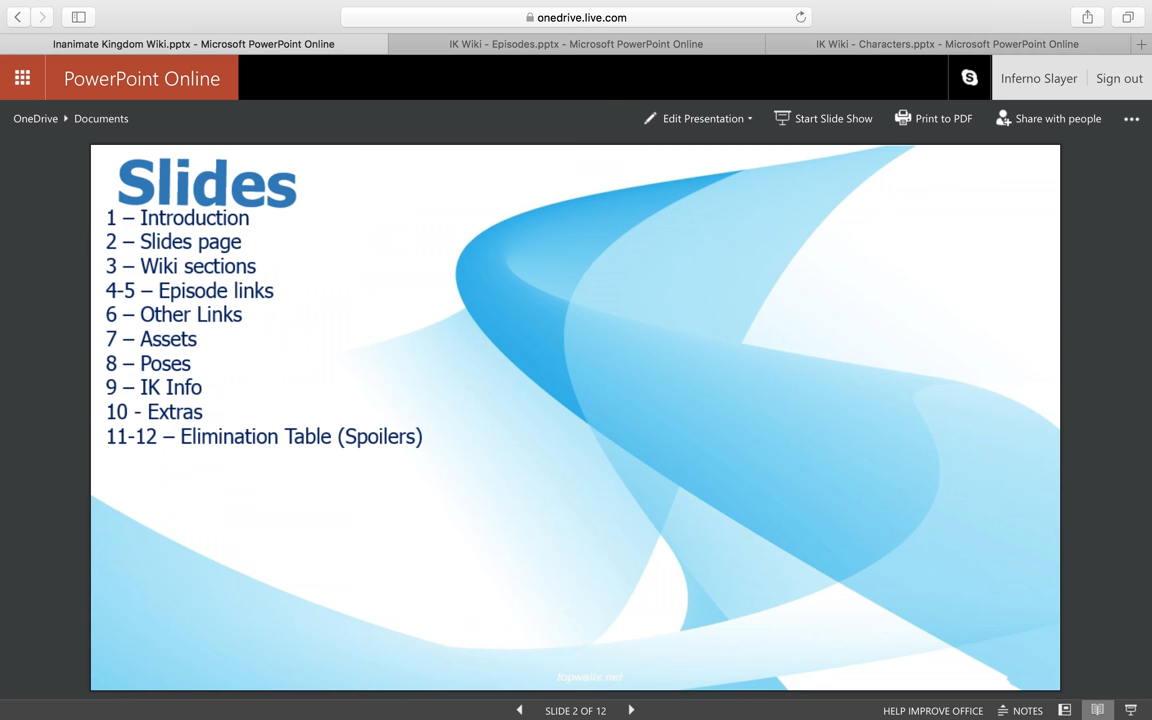 onedrive.live.com
Inanimate Kingdom Wiki.pptx - Microsoft PowerPoint Online
IK Wiki - Episodes.pptx - Microsoft PowerPoint Online
IK Wiki - Characters.pptx - Microsoft PowerPoint Online
PowerPoint Online
Inferno Slayer
Sign out
OneDrive
Documents
Edit Presentation
Start Slide Show
Print to PDF
Share with people
Slides
1 – Introduction
2 – Slides page
3 – Wiki sections
4-5 – Episode links
6 – Other Links
7 – Assets
8 – Poses
9 – IK Info
10 - Extras
11-12 – Elimination Table (Spoilers)
topwalls.net
SLIDE 2 OF 12
HELP IMPROVE OFFICE
NOTES